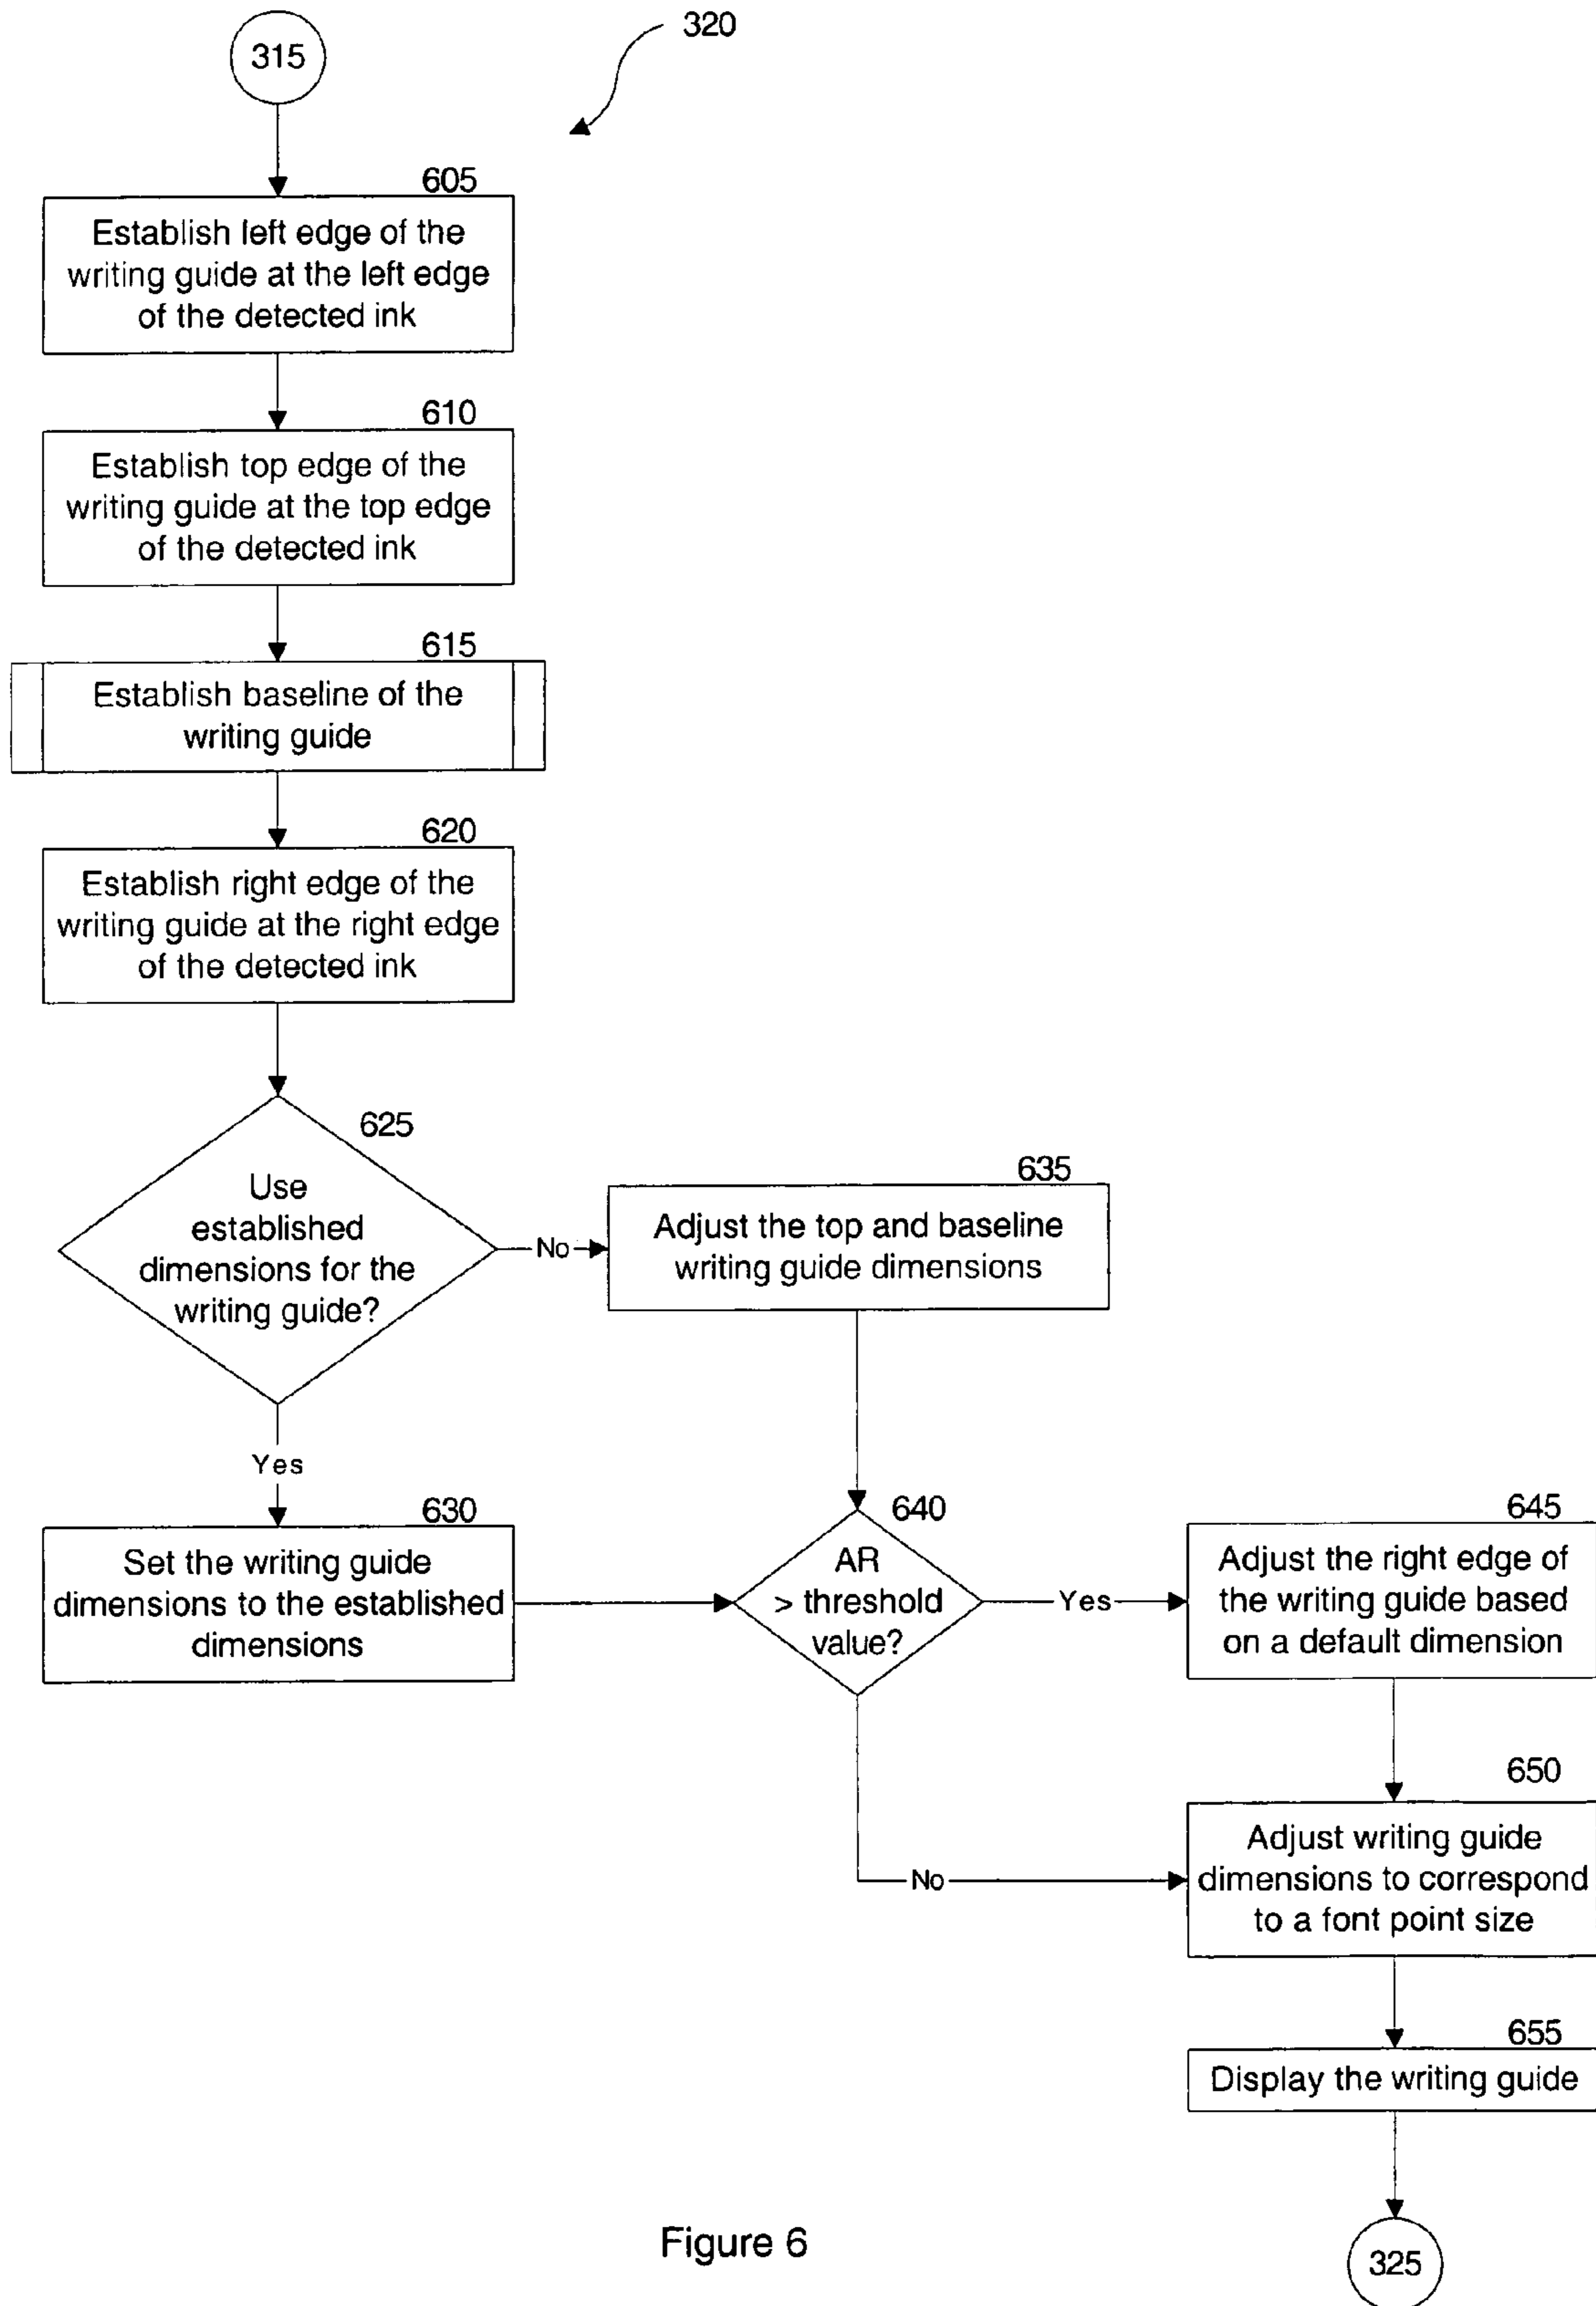 315
320
605
Establish left edge of the
writing guide at the left edge
of the detected ink
610
Establish top edge of the
writing guide at the top edge
of the detected ink
615
Establish baseline of the
writing guide
620
Establish right edge of the
writing guide at the right edge
of the detected ink
625
Use
established
dimensions for the
writing guide?
No
635
Adjust the top and baseline
writing guide dimensions
Yes
630
Set the writing guide
dimensions to the established
dimensions
640
AR
> threshold
value?
Yes
645
Adjust the right edge of
the writing guide based
on a default dimension
No
650
Adjust writing guide
dimensions to correspond
to a font point size
655
Display the writing guide
325
Figure 6